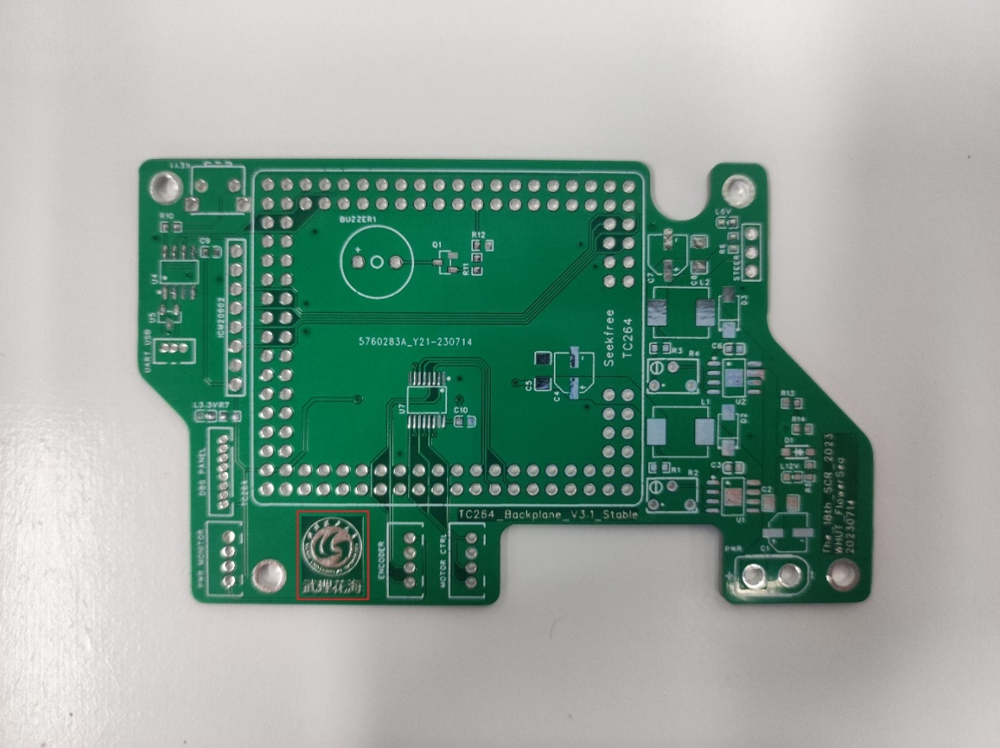 KEY1
R10
C9
U4
U5
ICM20602
UART USB
L3.3V
R7
DBG PANEL
TC264
PWR MONITOR
BUZZER1
+
Q1
R12
R11
5760283A_Y21-230714
Seekfree
TC264
U7
C10
C5
C4
+
TC264_Backplane_V3.1_Stable
武理花海
ENCODER
MOTOR CTRL
L6V
R6
STEER
C7
C8
L2
D3
R3
R4
C6
U2
L1
D2
R1
R2
C3
U1
R13
R14
D1
L12V
R5
C2
C1
PWR
+
The_18th_SCR_2023
WHUT_FlowerSea
20230714